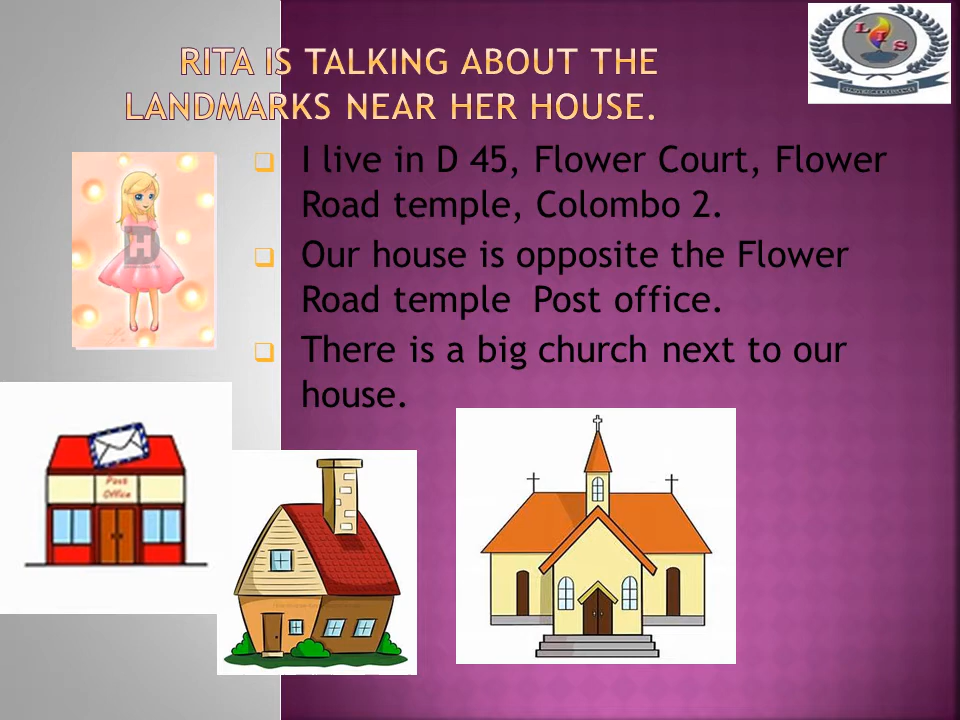 RITA IS TALKING ABOUT THE
LANDMARKS NEAR HER HOUSE.
LIS
I live in D 45, Flower Court, Flower
Road temple, Colombo 2.
Our house is opposite the Flower
Road temple Post office.
There is a big church next to our
house.
H
Post
Office